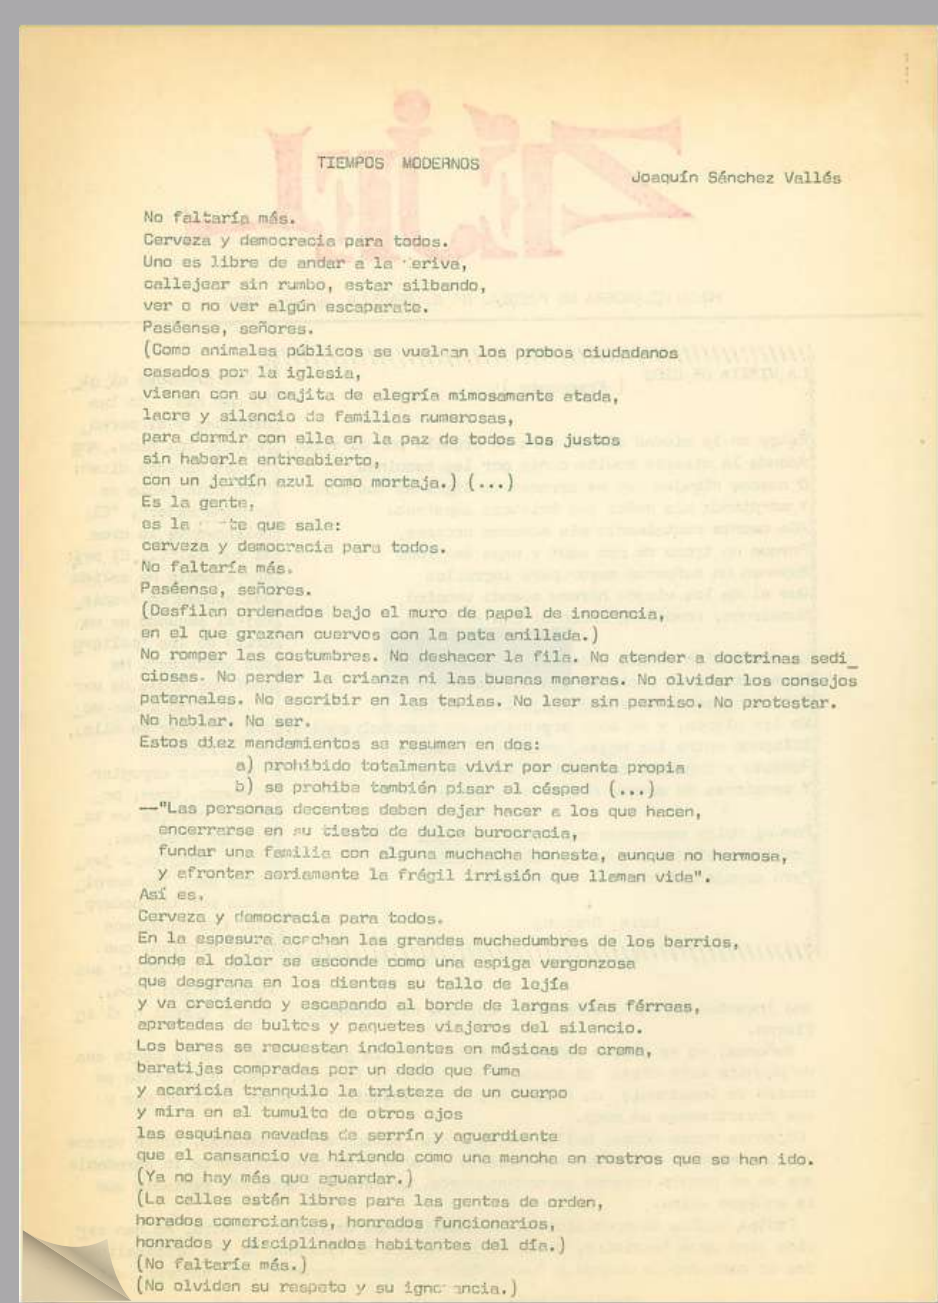 TIEMPOS MODERNOS
Joaquín Sánchez Vallés
No faltaría más.
Cerveza y democracia para todos.
Uno es libre de andar a la eriva,
callejear sin rumbo, estar silbando,
ver o no ver algún escaparate.
Paséense, señores.
(Como animales públicos se vuelcan los probos ciudadanos
casados por la iglesia,
vienen con su cajita de alegría mimosamente atada,
lacre y silencio de familias numerosas,
para dormir con ella en la paz de todos los justos
sin haberla entreabierto,
con un jardín azul como mortaja.) (...)
Es la gente,
es la te que sale:
cerveza y democracia para todos.
No faltaría más.
Paséense, señores.
(Desfilan ordenados bajo el muro de papel de inocencia,
en el que graznan cuervos con la pata anillada.)
No romper las costumbres. No deshacer la fila. No atender a doctrinas sedi_
ciosas. No perder la crianza ni las buenas maneras. No olvidar los consejos
paternales. No escribir en las tapias. No leer sin permiso. No protestar.
No hablar. No ser.
Estos diez mandamientos se resumen en dos:
a) prohibido totalmente vivir por cuenta propia
b) se prohibe también pisar el césped (...)
--"Las personas decentes deben dejar hacer a los que hacen,
encerrarse en su tiesto de dulce burocracia,
fundar una familia con alguna muchacha honesta, aunque no hermosa,
y afrontar seriamente la frágil irrisión que llaman vida".
Así es.
Cerveza y democracia para todos.
En la espesura acechan las grandes muchedumbres de los barrios,
donde el dolor se esconde como una espiga vergonzosa
que desgrana en los dientes su tallo de lejía
y va creciendo y escapando al borde de largas vías férreas,
apretadas de bultos y paquetes viajeros del silencio.
Los bares se recuestan indolentes en músicas de crema,
baratijas compradas por un dedo que fuma
y acaricia tranquilo la tristeza de un cuerpo
y mira en el tumulto de otros ojos
las esquinas nevadas de serrín y aguardiente
que el cansancio va hiriendo como una mancha en rostros que se han ido.
(Ya no hay más que aguardar.)
(La calles están libres para las gentes de orden,
horados comerciantes, honrados funcionarios,
honrados y disciplinados habitantes del día.)
(No faltaría más.)
(No olviden su respeto y su ignorancia.)